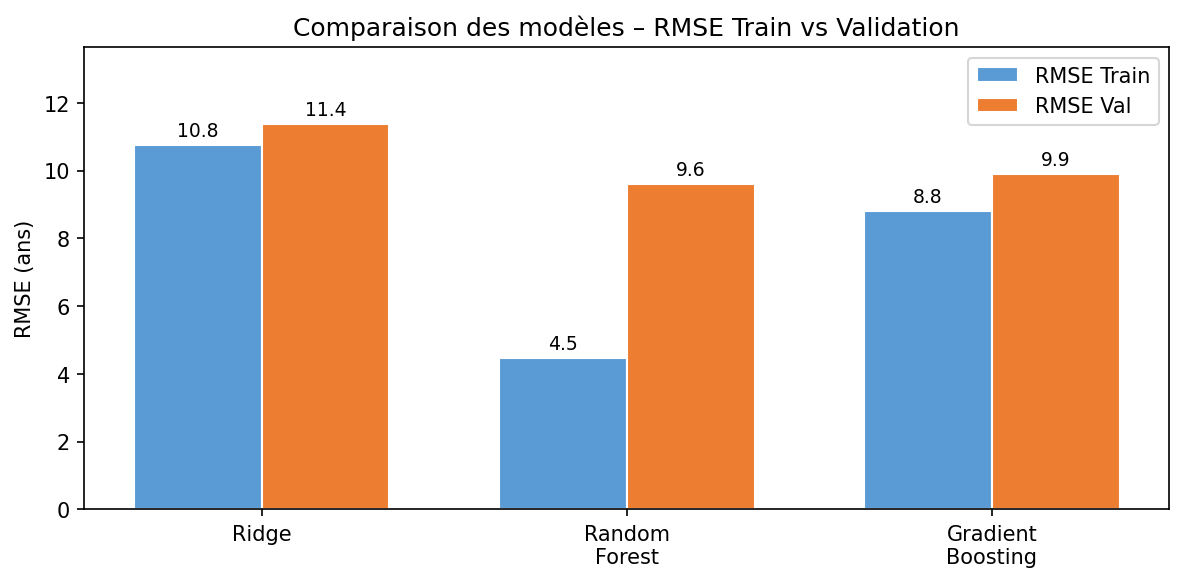 Comparaison des modèles – RMSE Train vs Validation
RMSE Train
RMSE Val
RMSE (ans)
12
10
8
6
4
2
0
10.8
11.4
4.5
9.6
8.8
9.9
Ridge
Random
Forest
Gradient
Boosting